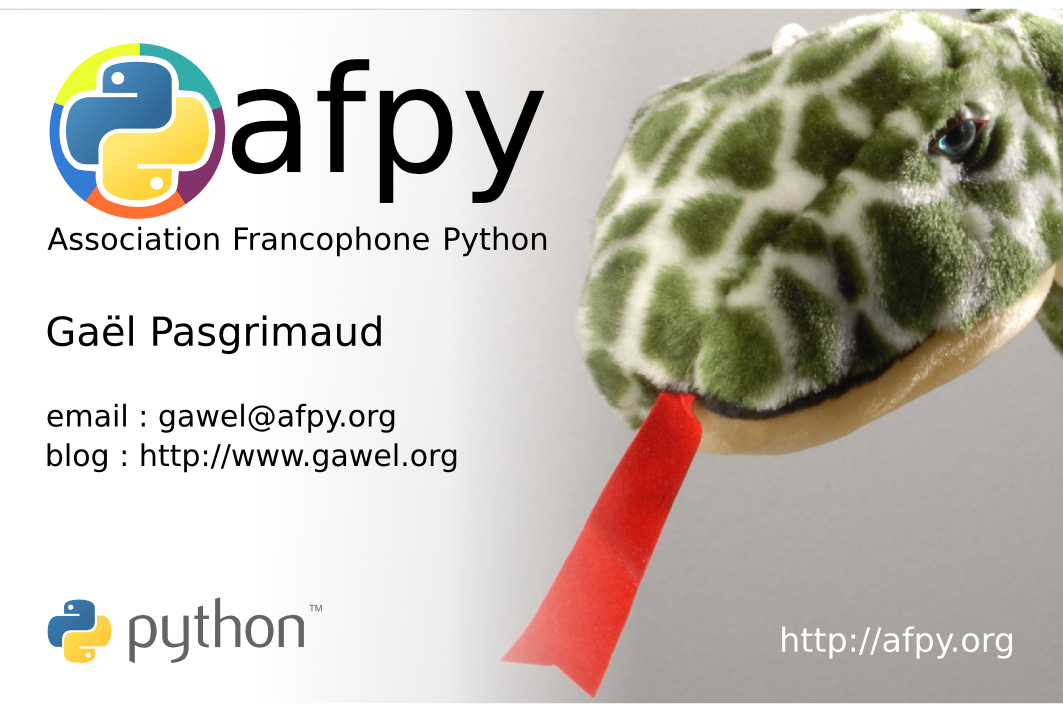 afpy
Association Francophone Python
Gaël Pasgrimaud
email : gawel@afpy.org
blog : http://www.gawel.org
python™
http://afpy.org